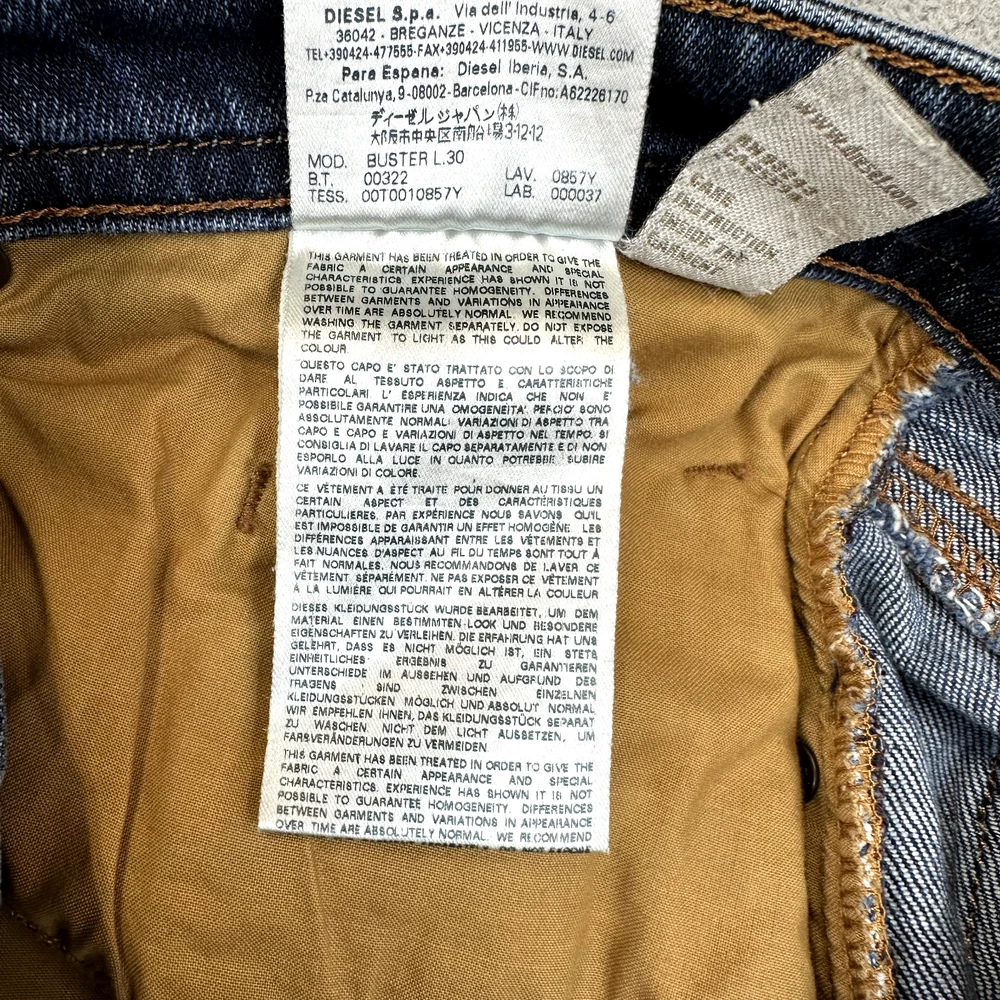 DIESEL S.p.a. Via dell' Industria, 4-6
36042 - BREGANZE - VICENZA - ITALY
TEL+390424-477555-FAX+390424-411955-WWW.DIESEL.COM
Para Espana: Diesel Iberia, S.A.
P.za Catalunya, 9-08002-Barcelona-CIFno:A62226170
ディーゼルジャパン(株)
大阪市中央区南船場3-12-12
MOD. BUSTER L.30
B.T. 00322 LAV. 0857Y
TESS. 00T0010857Y LAB. 000037
THIS GARMENT HAS BEEN TREATED IN ORDER TO GIVE THE
FABRIC A CERTAIN APPEARANCE AND SPECIAL
CHARACTERISTICS EXPERIENCE HAS SHOWN IT IS NOT
POSSIBLE TO GUARANTEE HOMOGENEITY. DIFFERENCES
BETWEEN GARMENTS AND VARIATIONS IN APPEARANCE
OVER TIME ARE ABSOLUTELY NORMAL. WE RECOMMEND
WASHING THE GARMENT SEPARATELY. DO NOT EXPOSE
THE GARMENT TO LIGHT AS THIS COULD ALTER THE
COLOUR.
QUESTO CAPO E' STATO TRATTATO CON LO SCOPO DI
DARE AL TESSUTO ASPETTO E CARATTERISTICHE
PARTICOLARI. L' ESPERIENZA INDICA CHE NON E'
POSSIBILE GARANTIRE UNA OMOGENEITA'. PERCIO' SONO
ABSOLUTAMENTE NORMALI VARIAZIONI DI ASPETTO TRA
CAPO E CAPO E VARIAZIONI DI ASPETTO NEL TEMPO. SI
CONSIGLIA DI LAVARE IL CAPO SEPARATAMENTE E DI NON
ESPORLO ALLA LUCE IN QUANTO POTREBBE SUBIRE
VARIAZIONI DI COLORE.
CE VÊTEMENT A ÉTÉ TRAITÉ POUR DONNER AU TISSU UN
CERTAIN ASPECT ET DES CARACTÉRISTIQUES
PARTICULIERES. PAR EXPÉRIENCE NOUS SAVONS QU'IL
EST IMPOSSIBLE DE GARANTIR UN EFFET HOMOGÈNE. LES
DIFFÉRENCES APPARAISSANT ENTRE LES VÊTEMENTS ET
LES NUANCES D'ASPECT AU FIL DU TEMPS SONT TOUT À
FAIT NORMALES. NOUS RECOMMANDONS DE LAVER CE
VÊTEMENT SÉPARÉMENT. NE PAS EXPOSER CE VÊTEMENT
À LA LUMIÈRE QUI POURRAIT EN ALTÉRER LA COULEUR
DIESES KLEIDUNGSSTÜCK WURDE BEARBEITET, UM DEM
MATERIAL EINEN BESTIMMTEN LOOK UND BESONDERE
EIGENSCHAFTEN ZU VERLEIHEN. DIE ERFAHRUNG HAT UNS
GELEHRT, DASS ES NICHT MÖGLICH IST, EIN STETS
EINHEITLICHES ERGEBNIS ZU GARANTIEREN
UNTERSCHIEDE IM AUSSEHEN UND AUFGRUND DES
TRAGENS SIND ZWISCHEN EINZELNEN
KLEIDUNGSSTÜCKEN MÖGLICH UND ABSOLUT NORMAL
WIR EMPFEHLEN IHNEN, DAS KLEIDUNGSSTÜCK SEPARAT
ZU WASCHEN. NICHT DEM LICHT AUSSETZEN, UM
FARBVERÄNDERUNGEN ZU VERMEIDEN.
THIS GARMENT HAS BEEN TREATED IN ORDER TO GIVE THE
FABRIC A CERTAIN APPEARANCE AND SPECIAL
CHARACTERISTICS. EXPERIENCE HAS SHOWN IT IS NOT
POSSIBLE TO GUARANTEE HOMOGENEITY. DIFFERENCES
BETWEEN GARMENTS AND VARIATIONS IN APPEARANCE
OVER TIME ARE ABSOLUTELY NORMAL. WE RECOMMEND
DO NOT EXPOSE